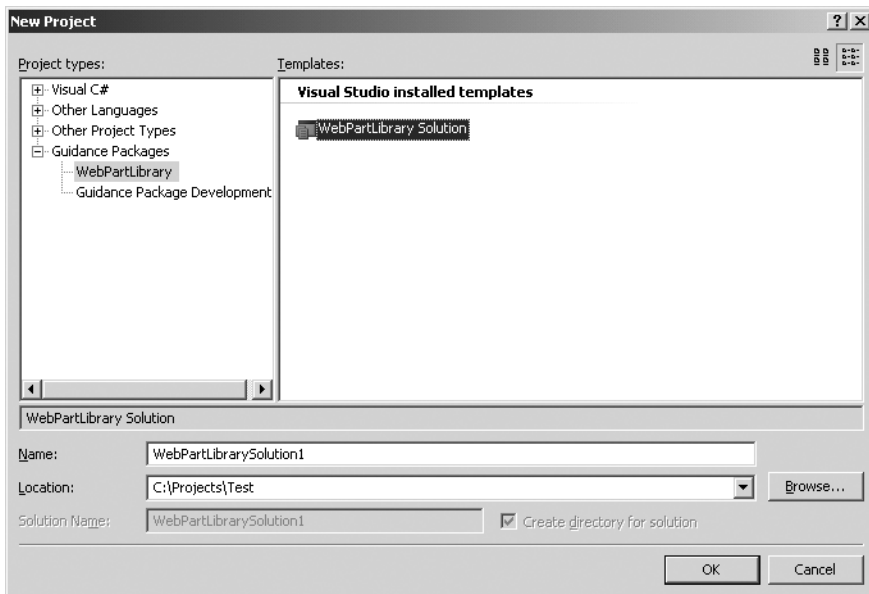 New Project
Project types:
Templates:
Visual C#
Other Languages
Other Project Types
Guidance Packages
WebPartLibrary
Guidance Package Development
Visual Studio installed templates
WebPartLibrary Solution
WebPartLibrary Solution
Name:
WebPartLibrarySolution1
Location:
C:\Projects\Test
Browse...
Solution Name:
WebPartLibrarySolution1
Create directory for solution
OK
Cancel